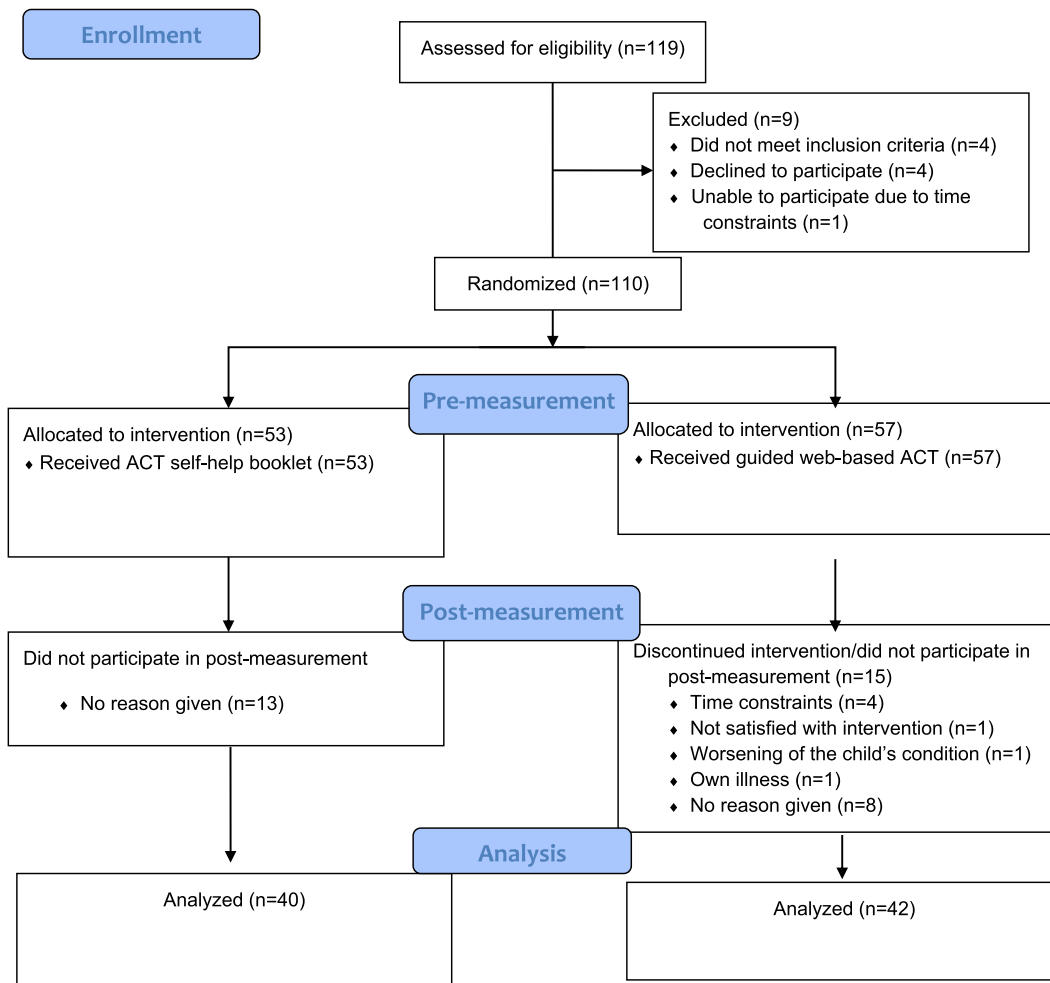 Enrollment
Assessed for eligibility (n=119)
Excluded (n=9)
♦ Did not meet inclusion criteria (n=4)
♦ Declined to participate (n=4)
♦ Unable to participate due to time
constraints (n=1)
Randomized (n=110)
Pre-measurement
Allocated to intervention (n=53)
♦ Received ACT self-help booklet (n=53)
Allocated to intervention (n=57)
♦ Received guided web-based ACT (n=57)
Post-measurement
Did not participate in post-measurement
♦ No reason given (n=13)
Discontinued intervention/did not participate in
post-measurement (n=15)
♦ Time constraints (n=4)
♦ Not satisfied with intervention (n=1)
♦ Worsening of the child’s condition (n=1)
♦ Own illness (n=1)
♦ No reason given (n=8)
Analysis
Analyzed (n=40)
Analyzed (n=42)